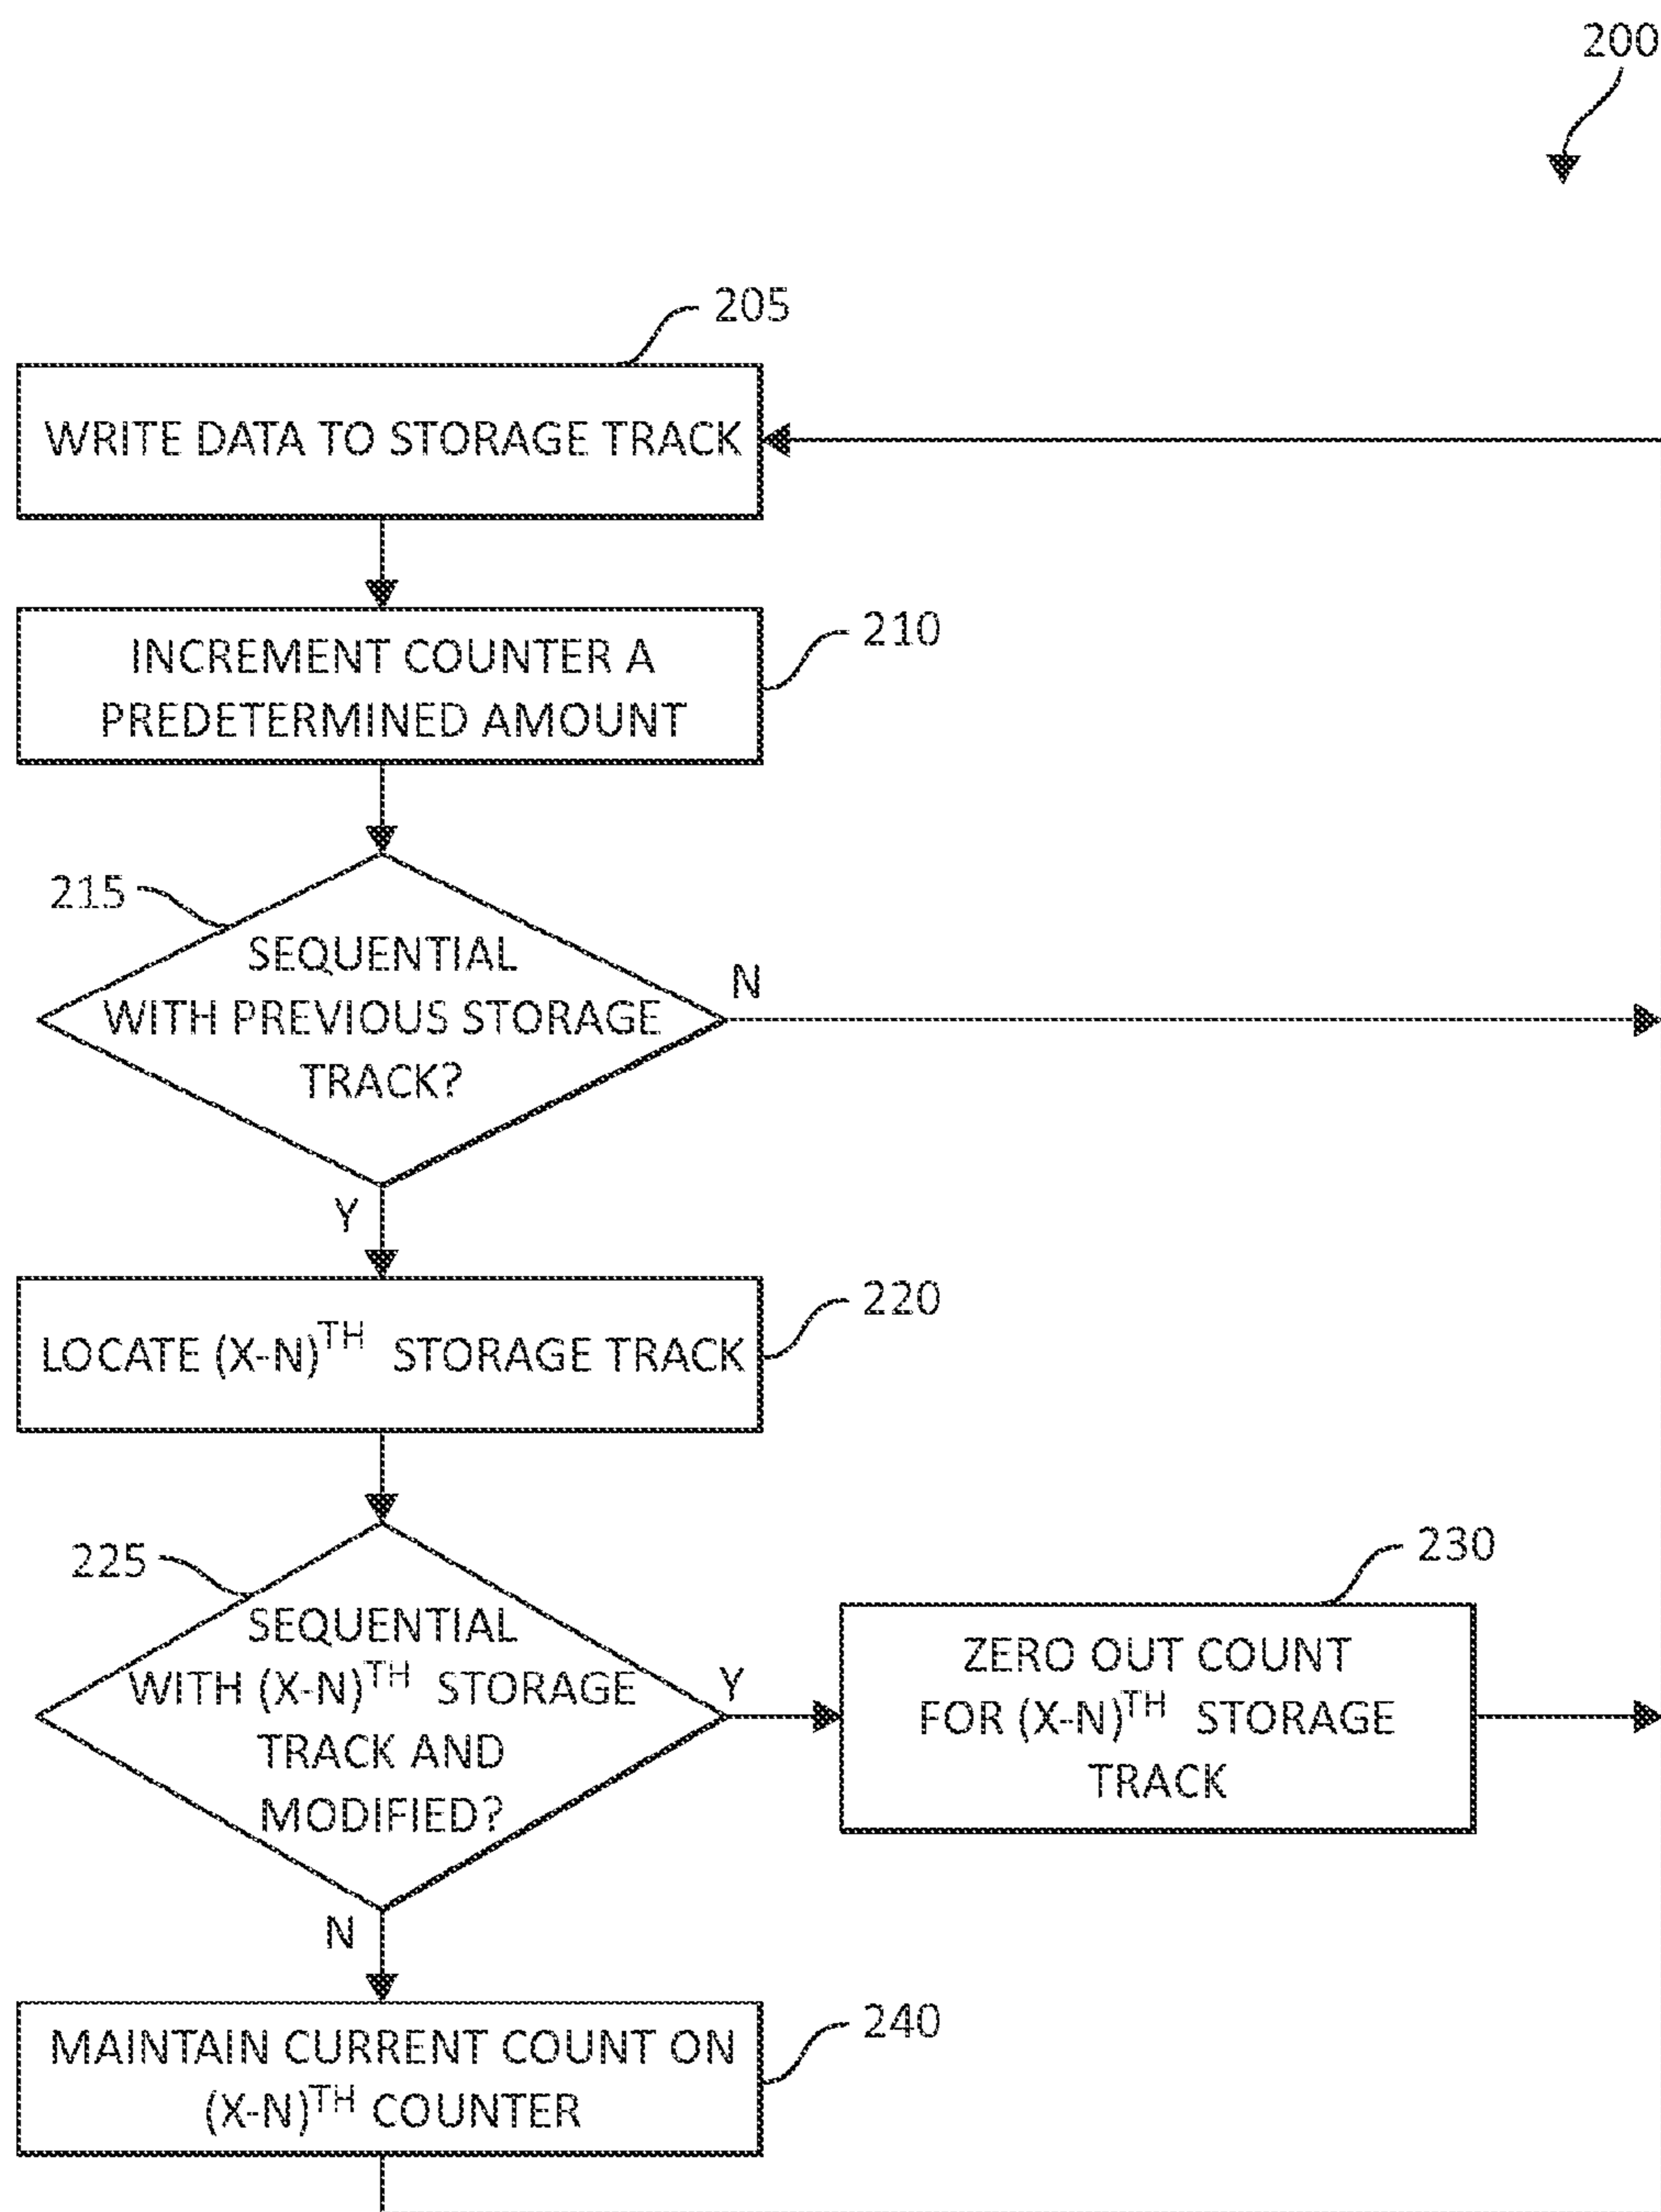 200
205
WRITE DATA TO STORAGE TRACK
INCREMENT COUNTER A
PREDETERMINED AMOUNT
210
215
SEQUENTIAL
WITH PREVIOUS STORAGE
TRACK?
N
Y
LOCATE (X-N)TH STORAGE TRACK
220
225
SEQUENTIAL
WITH (X-N)TH STORAGE
TRACK AND
MODIFIED?
Y
230
ZERO OUT COUNT
FOR (X-N)TH STORAGE
TRACK
N
MAINTAIN CURRENT COUNT ON
(X-N)TH COUNTER
240